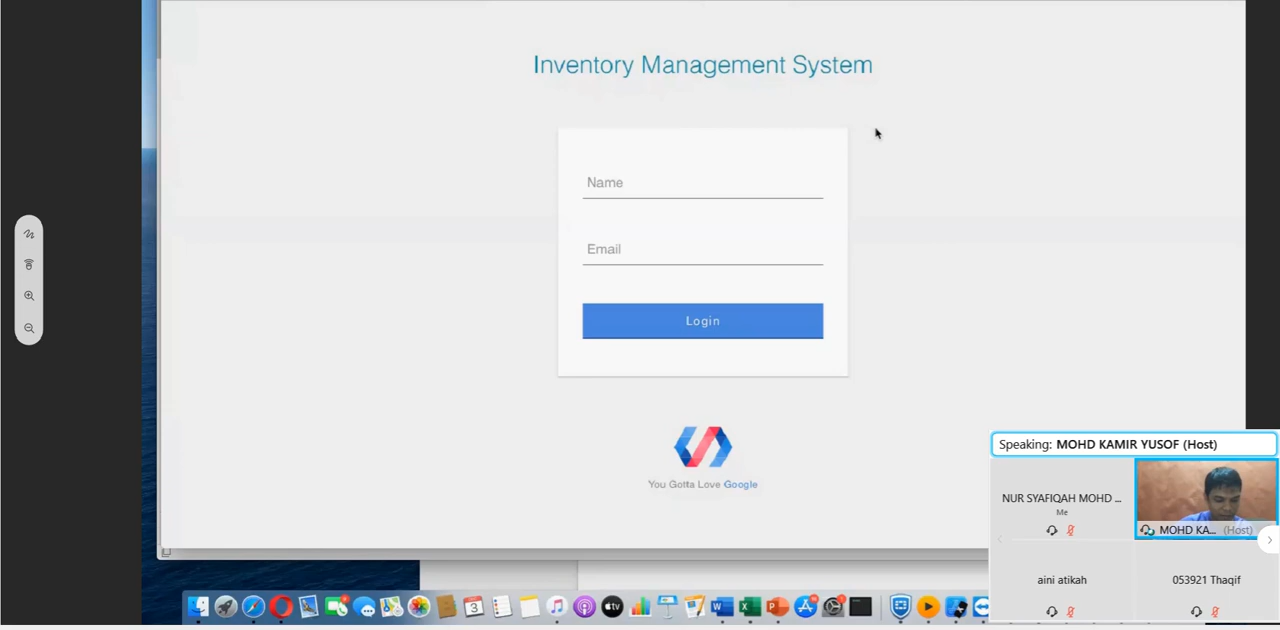 Inventory Management System
Name
Email
Login
You Gotta Love Google
Speaking: MOHD KAMIR YUSOF (Host)
NUR SYAFIQAH MOHD ...
Me
MOHD KA... (Host)
aini atikah
053921 Thaqif
3